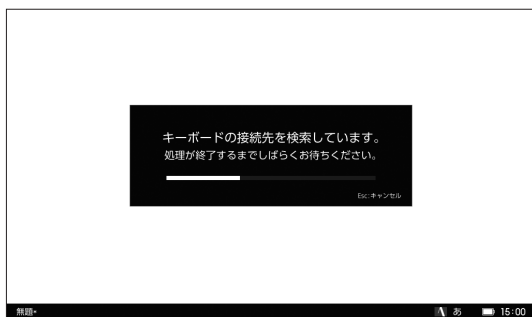 キーボードの接続先を検索しています。
処理が終了するまでしばらくお待ちください。
Esc:キャンセル
無題*
A あ 15:00